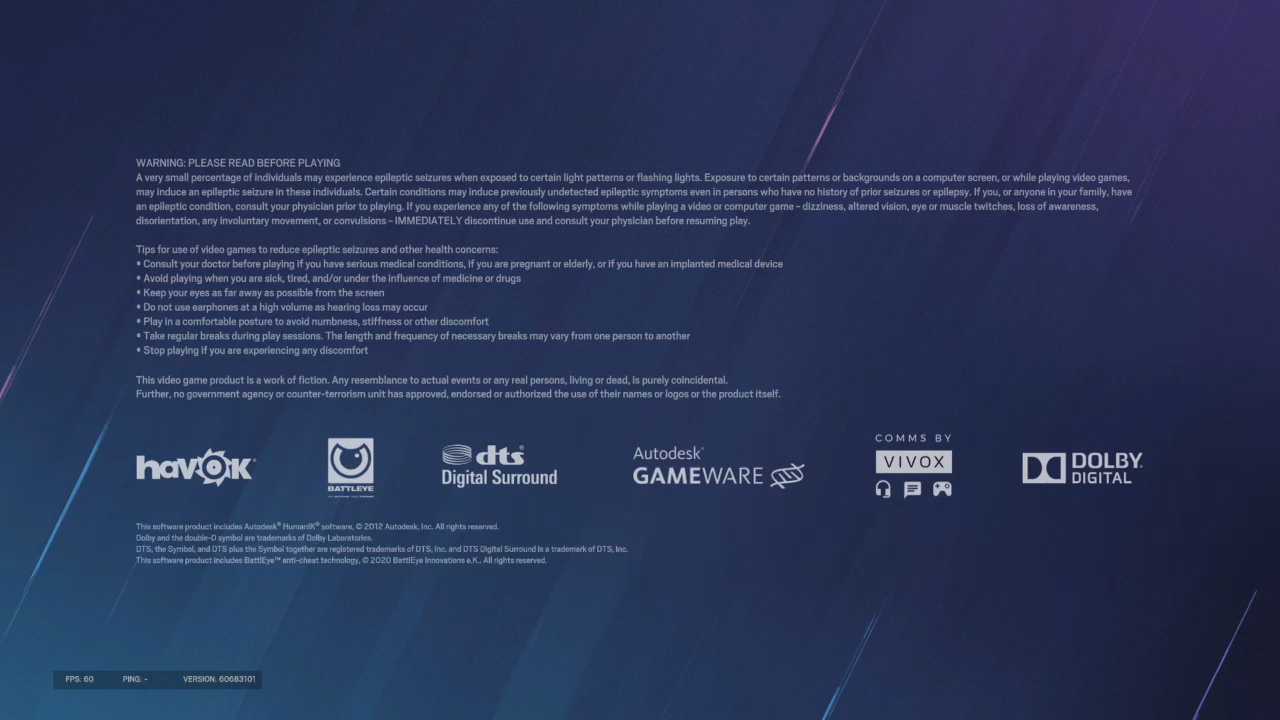 WARNING: PLEASE READ BEFORE PLAYING
A very small percentage of individuals may experience epileptic seizures when exposed to certain light patterns or flashing lights. Exposure to certain patterns or backgrounds on a computer screen, or while playing video games,
may induce an epileptic seizure in these individuals. Certain conditions may induce previously undetected epileptic symptoms even in persons who have no history of prior seizures or epilepsy. If you, or anyone in your family, have
an epileptic condition, consult your physician prior to playing. If you experience any of the following symptoms while playing a video or computer game – dizziness, altered vision, eye or muscle twitches, loss of awareness,
disorientation, any involuntary movement, or convulsions – IMMEDIATELY discontinue use and consult your physician before resuming play.
Tips for use of video games to reduce epileptic seizures and other health concerns:
• Consult your doctor before playing if you have serious medical conditions, if you are pregnant or elderly, or if you have an implanted medical device
• Avoid playing when you are sick, tired, and/or under the influence of medicine or drugs
• Keep your eyes as far away as possible from the screen
• Do not use earphones at a high volume as hearing loss may occur
• Play in a comfortable posture to avoid numbness, stiffness or other discomfort
• Take regular breaks during play sessions. The length and frequency of necessary breaks may vary from one person to another
• Stop playing if you are experiencing any discomfort
This video game product is a work of fiction. Any resemblance to actual events or any real persons, living or dead, is purely coincidental.
Further, no government agency or counter-terrorism unit has approved, endorsed or authorized the use of their names or logos or the product itself.
havok®
BATTLEYE
dts®
Digital Surround
Autodesk®
GAMEWARE
COMMS BY
VIVOX
DOLBY®
DIGITAL
This software product includes Autodesk® HumanIK® software, © 2012 Autodesk, Inc. All rights reserved.
Dolby and the double-D symbol are trademarks of Dolby Laboratories.
DTS, the Symbol, and DTS plus the Symbol together are registered trademarks of DTS, Inc. and DTS Digital Surround is a trademark of DTS, Inc.
This software product includes BattlEye™ anti-cheat technology, © 2020 BattlEye Innovations e.K.. All rights reserved.
FPS: 60 PING: - VERSION: 60683101